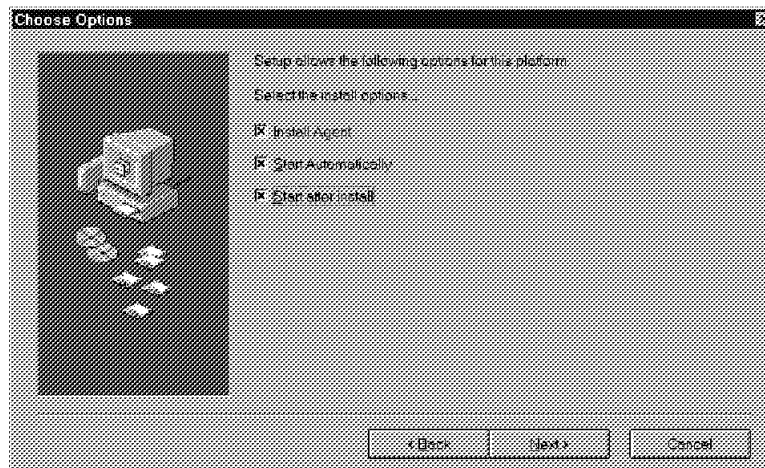 Choose Options
Setup allows the following options for this platform.
Select the install options...
Install Agent
Start Automatically
Start after install
< Back
Next >
Cancel